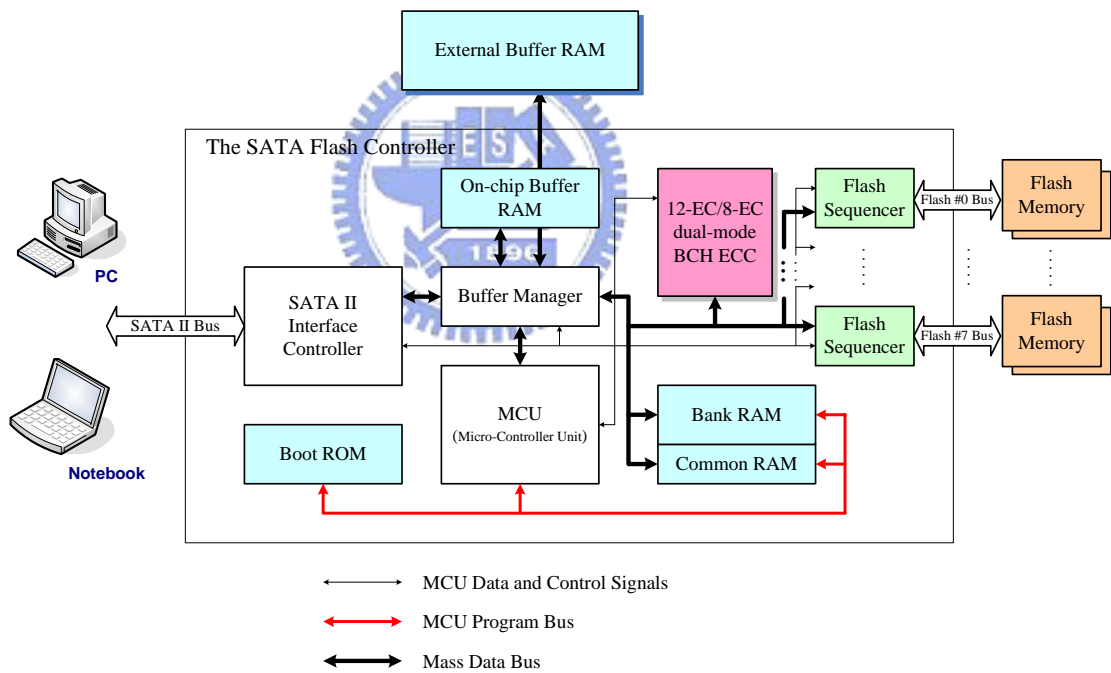 External Buffer RAM
The SATA Flash Controller
ES
1896
On-chip Buffer
RAM
12-EC/8-EC
dual-mode
BCH ECC
Flash
Sequencer
Flash #0 Bus
Flash
Memory
PC
SATA II Bus
SATA II
Interface
Controller
Buffer Manager
Flash
Sequencer
Flash #7 Bus
Flash
Memory
Notebook
Boot ROM
MCU
(Micro-Controller Unit)
Bank RAM
Common RAM
MCU Data and Control Signals
MCU Program Bus
Mass Data Bus